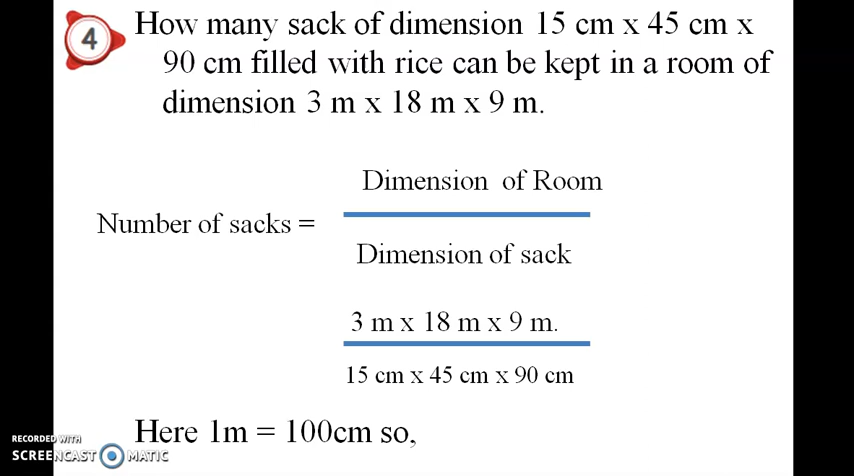 4
How many sack of dimension 15 cm x 45 cm x
90 cm filled with rice can be kept in a room of
dimension 3 m x 18 m x 9 m.
Dimension of Room
Number of sacks =
Dimension of sack
3 m x 18 m x 9 m.
15 cm x 45 cm x 90 cm
Here 1m = 100cm so,
RECORDED WITH
SCREENCAST MATIC